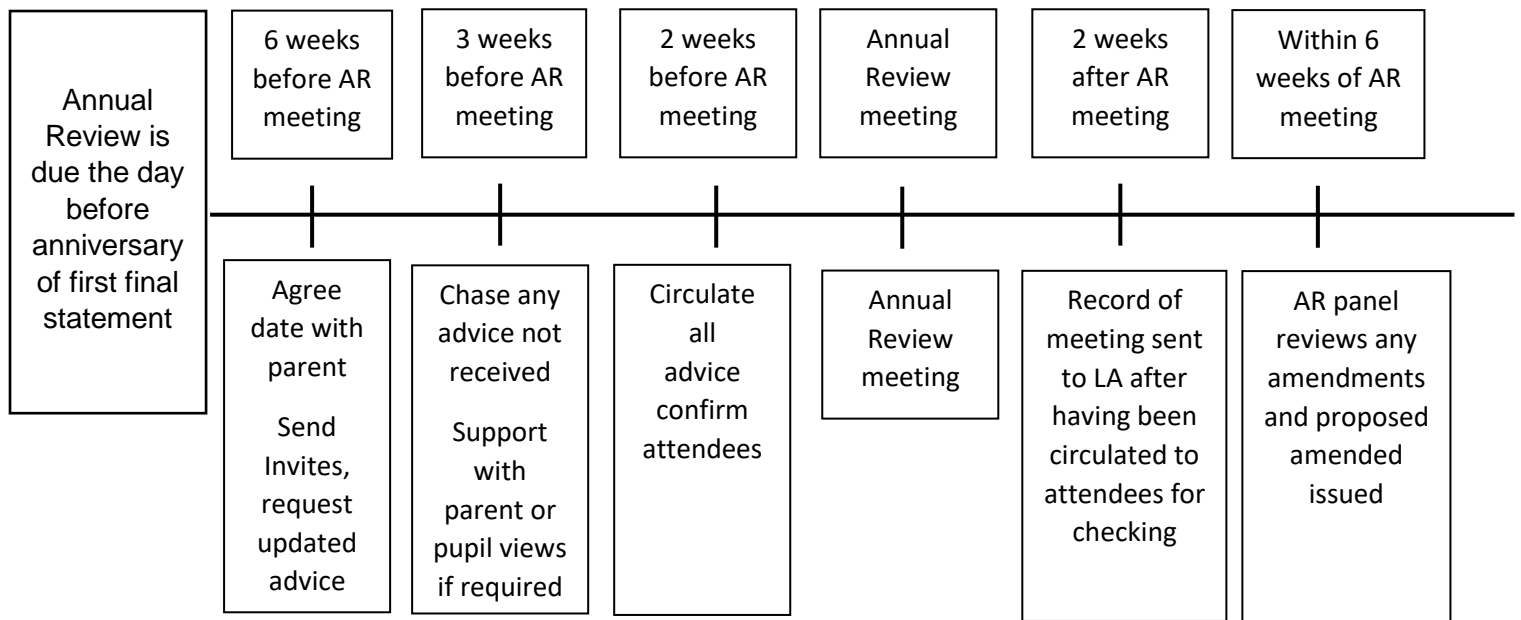 Annual
Review is
due the day
before
anniversary
of first final
statement
6 weeks
before AR
meeting
3 weeks
before AR
meeting
2 weeks
before AR
meeting
Annual
Review
meeting
2 weeks
after AR
meeting
Within 6
weeks of AR
meeting
Agree
date with
parent
Send
Invites,
request
updated
advice
Chase any
advice not
received
Support
with
parent or
pupil views
if required
Circulate
all
advice
confirm
attendees
Annual
Review
meeting
Record of
meeting sent
to LA after
having been
circulated to
attendees for
checking
AR panel
reviews any
amendments
and proposed
amended
issued